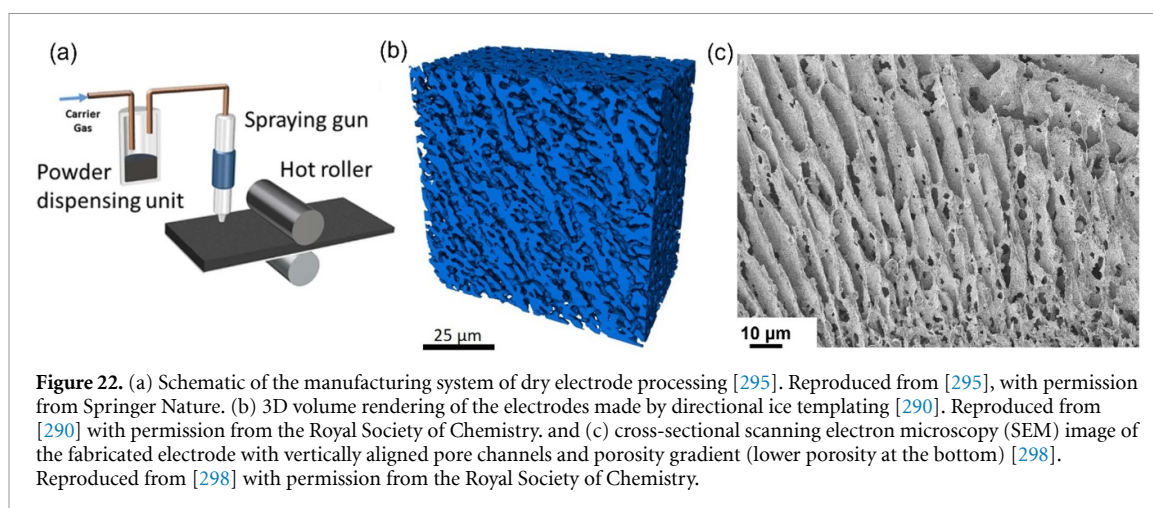 (a)
Carrier
Gas
Spraying gun
Powder
dispensing unit
Hot roller
(b)
25 µm
(c)
10 µm
Figure 22. (a) Schematic of the manufacturing system of dry electrode processing [295]. Reproduced from [295], with permission
from Springer Nature. (b) 3D volume rendering of the electrodes made by directional ice templating [290]. Reproduced from
[290] with permission from the Royal Society of Chemistry. and (c) cross-sectional scanning electron microscopy (SEM) image of
the fabricated electrode with vertically aligned pore channels and porosity gradient (lower porosity at the bottom) [298].
Reproduced from [298] with permission from the Royal Society of Chemistry.